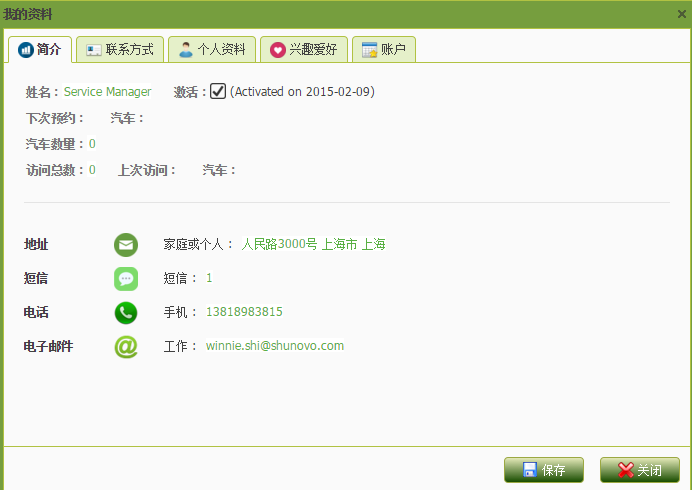 我的资料
简介 联系方式 个人资料 兴趣爱好 账户
姓名：Service Manager 激活： (Activated on 2015-02-09)
下次预约： 汽车：
汽车数量：0
访问总数：0 上次访问： 汽车：
地址 家庭或个人： 人民路3000号 上海市 上海
短信 短信： 1
电话 手机： 13818983815
电子邮件 工作： winnie.shi@shunovo.com
保存 关闭